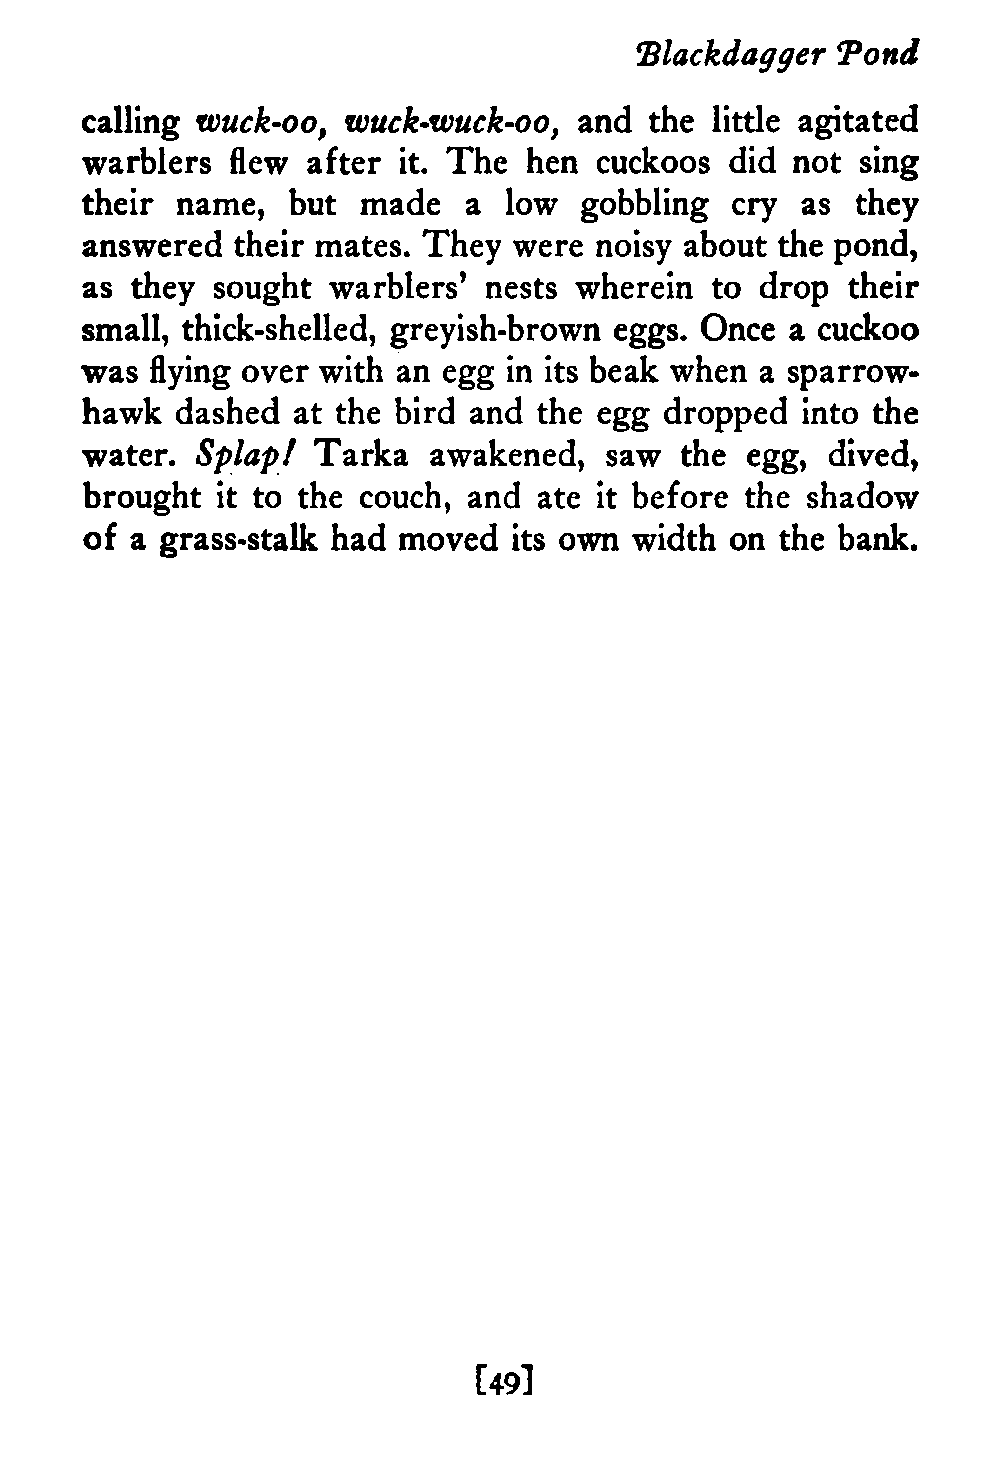 Blackdagger Pond
calling wuck-oo, wuck-wuck-oo, and the little agitated
warblers flew after it. The hen cuckoos did not sing
their name, but made a low gobbling cry as they
answered their mates. They were noisy about the pond,
as they sought warblers' nests wherein to drop their
small, thick-shelled, greyish-brown eggs. Once a cuckoo
was flying over with an egg in its beak when a sparrow-
hawk dashed at the bird and the egg dropped into the
water. Splap! Tarka awakened, saw the egg, dived,
brought it to the couch, and ate it before the shadow
of a grass-stalk had moved its own width on the bank.
[49]